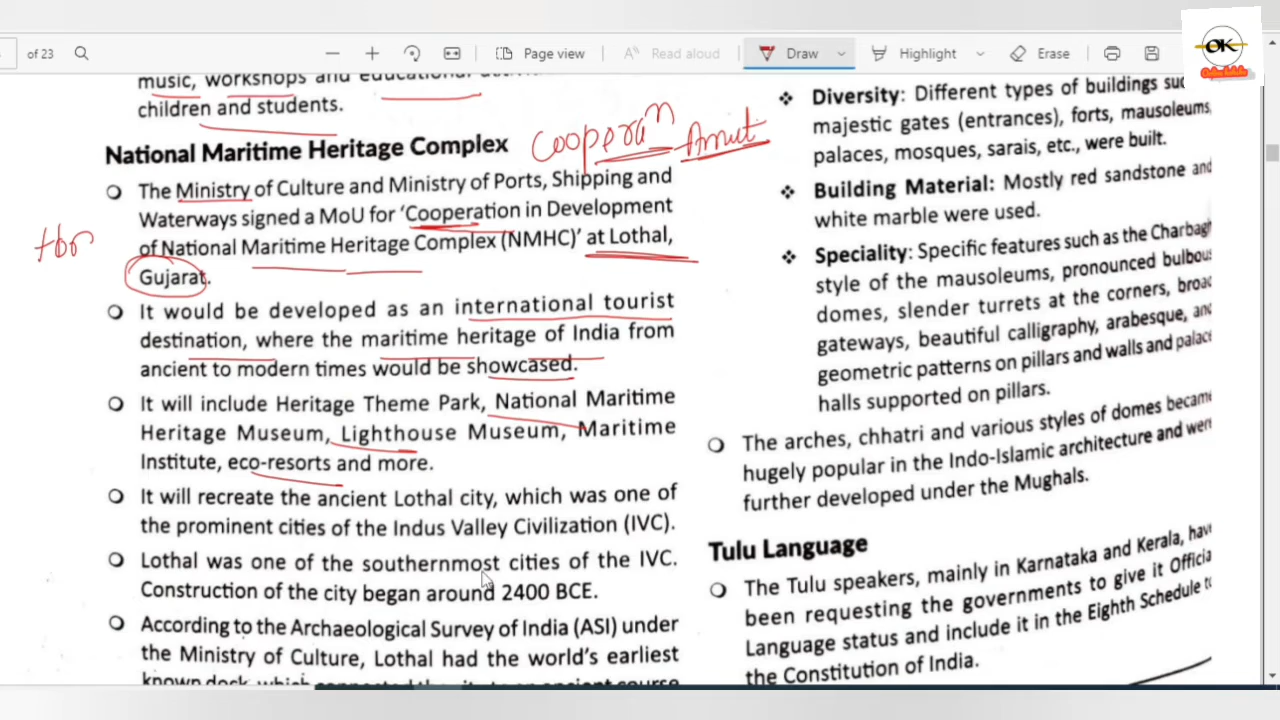 of 23
Page view
Read aloud
Draw
Highlight
Erase
OK
music, workshops and educational
children and students.
National Maritime Heritage Complex
Cooperan Amit
The Ministry of Culture and Ministry of Ports, Shipping and
Waterways signed a MoU for ‘Cooperation in Development
of National Maritime Heritage Complex (NMHC)’ at Lothal,
Gujarat.
It would be developed as an international tourist
destination, where the maritime heritage of India from
ancient to modern times would be showcased.
It will include Heritage Theme Park, National Maritime
Heritage Museum, Lighthouse Museum, Maritime
Institute, eco-resorts and more.
It will recreate the ancient Lothal city, which was one of
the prominent cities of the Indus Valley Civilization (IVC).
Lothal was one of the southernmost cities of the IVC.
Construction of the city began around 2400 BCE.
According to the Archaeological Survey of India (ASI) under
the Ministry of Culture, Lothal had the world’s earliest
known dock, which connected the city to an ancient course
Diversity: Different types of buildings suc
majestic gates (entrances), forts, mausoleums,
palaces, mosques, sarais, etc., were built.
Building Material: Mostly red sandstone and
white marble were used.
Speciality: Specific features such as the Charbagh
style of the mausoleums, pronounced bulbous
domes, slender turrets at the corners, broad
gateways, beautiful calligraphy, arabesque, and
geometric patterns on pillars and walls and palace
halls supported on pillars.
The arches, chhatri and various styles of domes became
hugely popular in the Indo-Islamic architecture and were
further developed under the Mughals.
Tulu Language
The Tulu speakers, mainly in Karnataka and Kerala, have
been requesting the governments to give it Official
Language status and include it in the Eighth Schedule to
the Constitution of India.